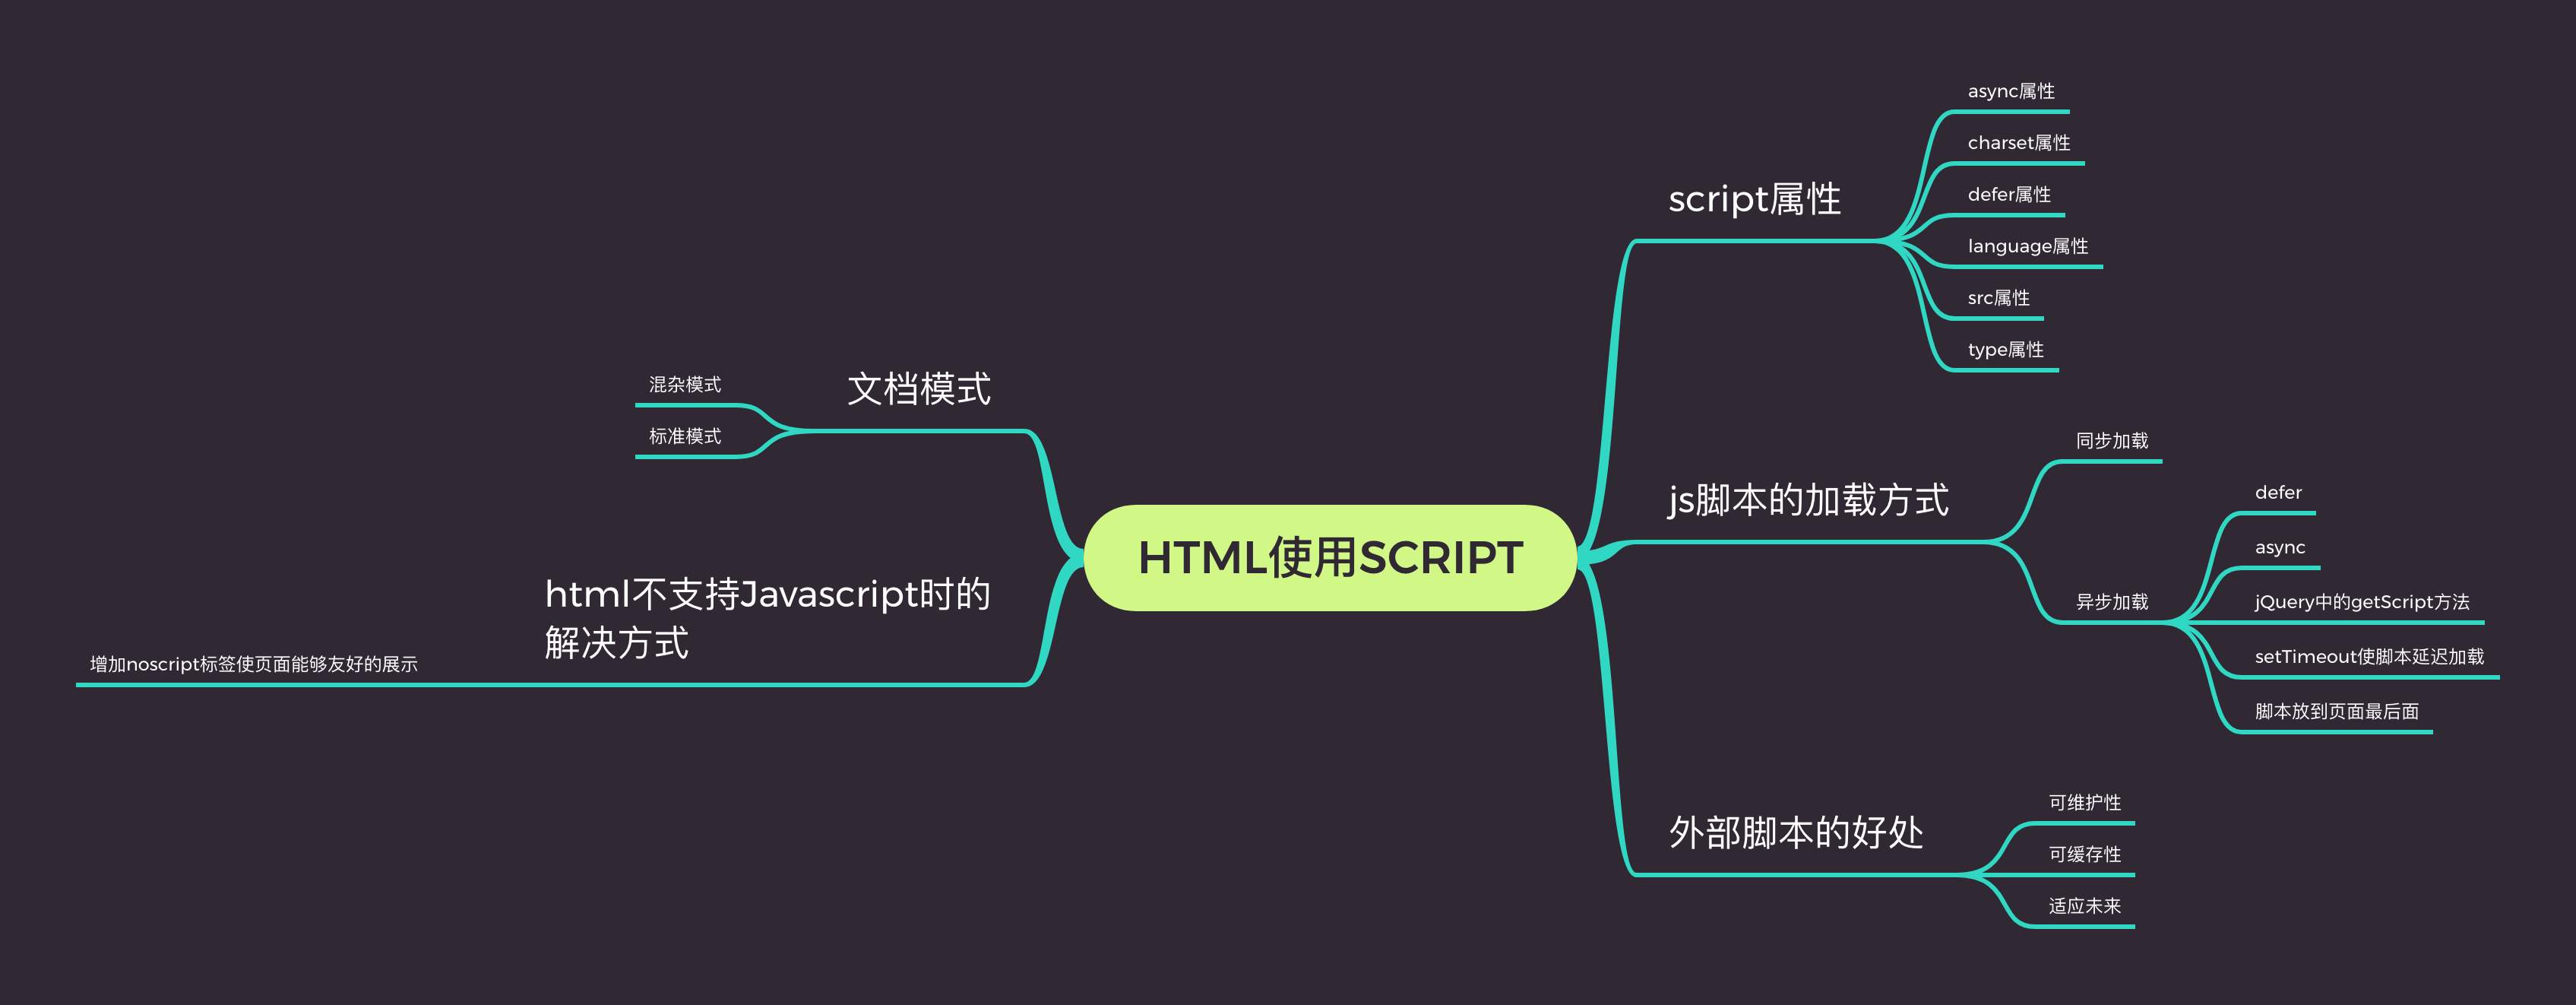 HTML使用SCRIPT
script属性
async属性
charset属性
defer属性
language属性
src属性
type属性
js脚本的加载方式
同步加载
异步加载
defer
async
jQuery中的getScript方法
setTimeout使脚本延迟加载
脚本放到页面最后面
外部脚本的好处
可维护性
可缓存性
适应未来
文档模式
混杂模式
标准模式
html不支持Javascript时的
解决方式
增加noscript标签使页面能够友好的展示